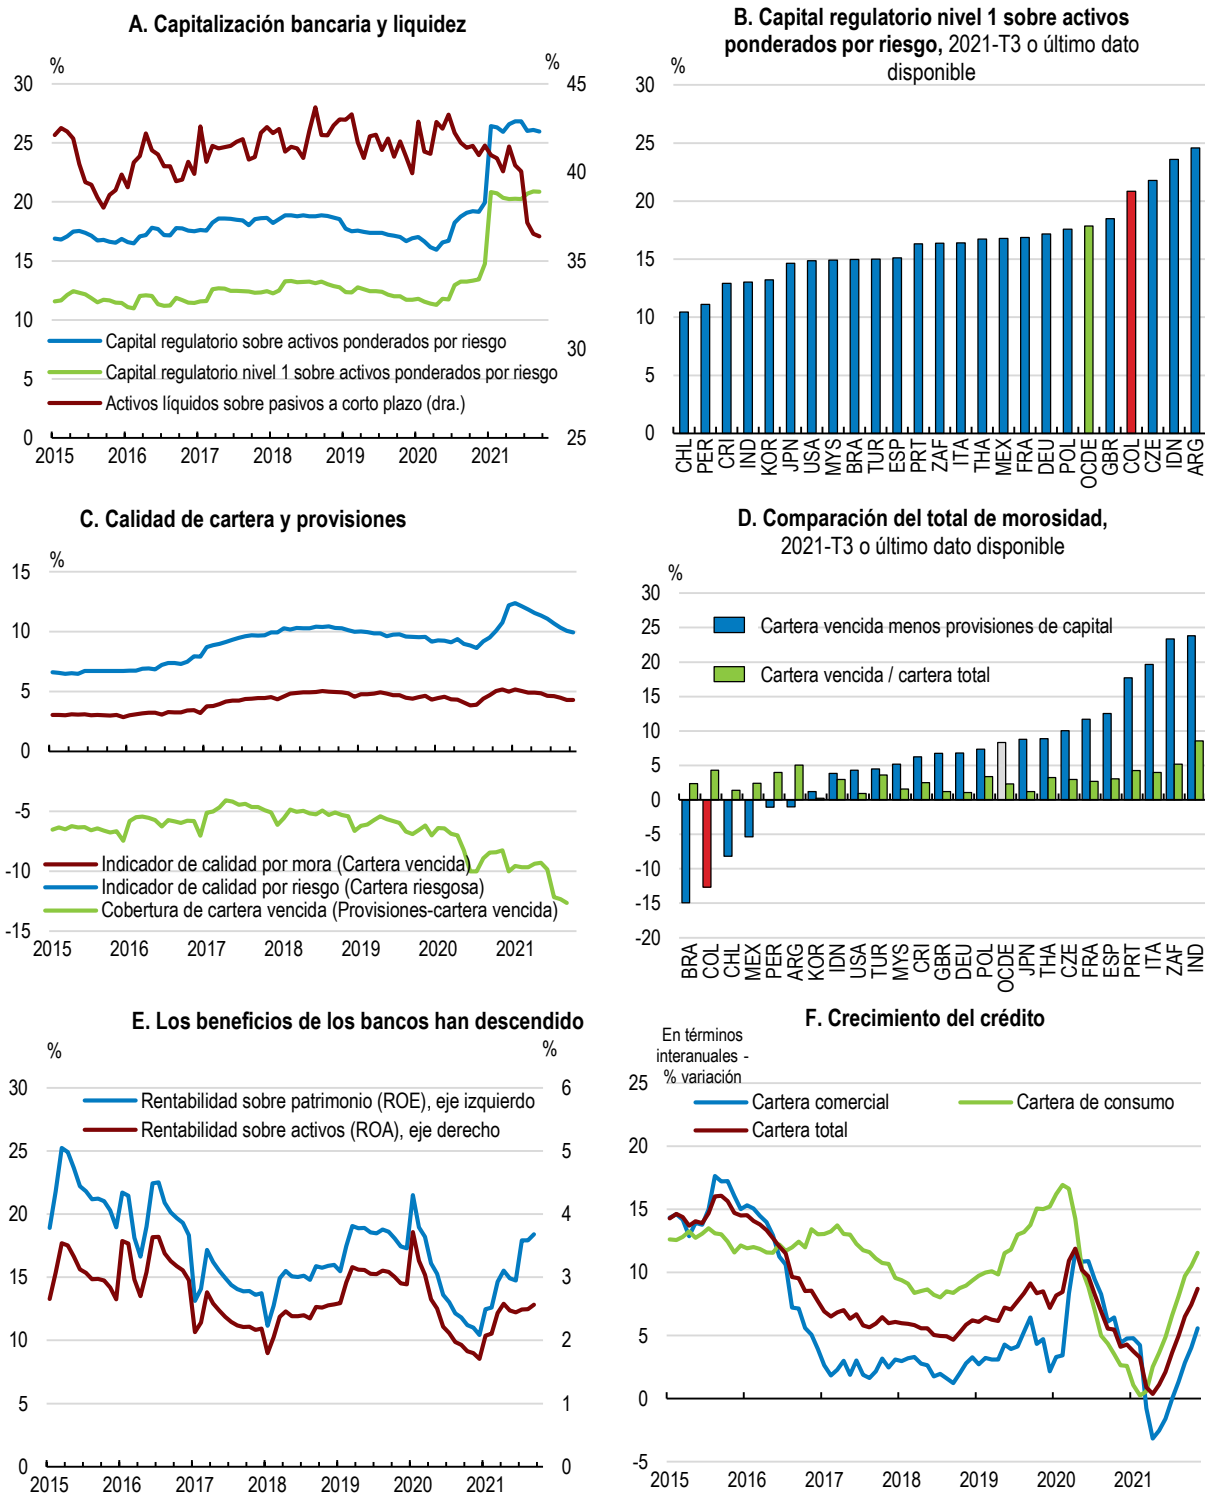 A. Capitalización bancaria y liquidez
%
%
30
25
20
15
10
5
0
45
40
35
30
25
Capital regulatorio sobre activos ponderados por riesgo
Capital regulatorio nivel 1 sobre activos ponderados por riesgo
Activos líquidos sobre pasivos a corto plazo (dra.)
2015 2016 2017 2018 2019 2020 2021
B. Capital regulatorio nivel 1 sobre activos
ponderados por riesgo, 2021-T3 o último dato
disponible
%
30
25
20
15
10
5
0
CHL PER CRI IND KOR JPN USA MYS BRA TUR ESP PRT ZAF ITA THA MEX FRA DEU POL OCDE GBR COL CZE IDN ARG
C. Calidad de cartera y provisiones
%
15
10
5
0
-5
-10
-15
Indicador de calidad por mora (Cartera vencida)
Indicador de calidad por riesgo (Cartera riesgosa)
Cobertura de cartera vencida (Provisiones-cartera vencida)
2015 2016 2017 2018 2019 2020 2021
D. Comparación del total de morosidad,
2021-T3 o último dato disponible
%
30
25
20
15
10
5
0
-5
-10
-15
-20
Cartera vencida menos provisiones de capital
Cartera vencida / cartera total
BRA COL CHL MEX PER ARG KOR IDN USA TUR MYS CRI GBR DEU POL OCDE JPN THA CZE FRA ESP PRT ITA ZAF IND
E. Los beneficios de los bancos han descendido
%
%
30
25
20
15
10
5
0
6
5
4
3
2
1
0
Rentabilidad sobre patrimonio (ROE), eje izquierdo
Rentabilidad sobre activos (ROA), eje derecho
2015 2016 2017 2018 2019 2020 2021
F. Crecimiento del crédito
En términos
interanuales -
% variación
25
20
15
10
5
0
-5
Cartera comercial
Cartera de consumo
Cartera total
2015 2016 2017 2018 2019 2020 2021